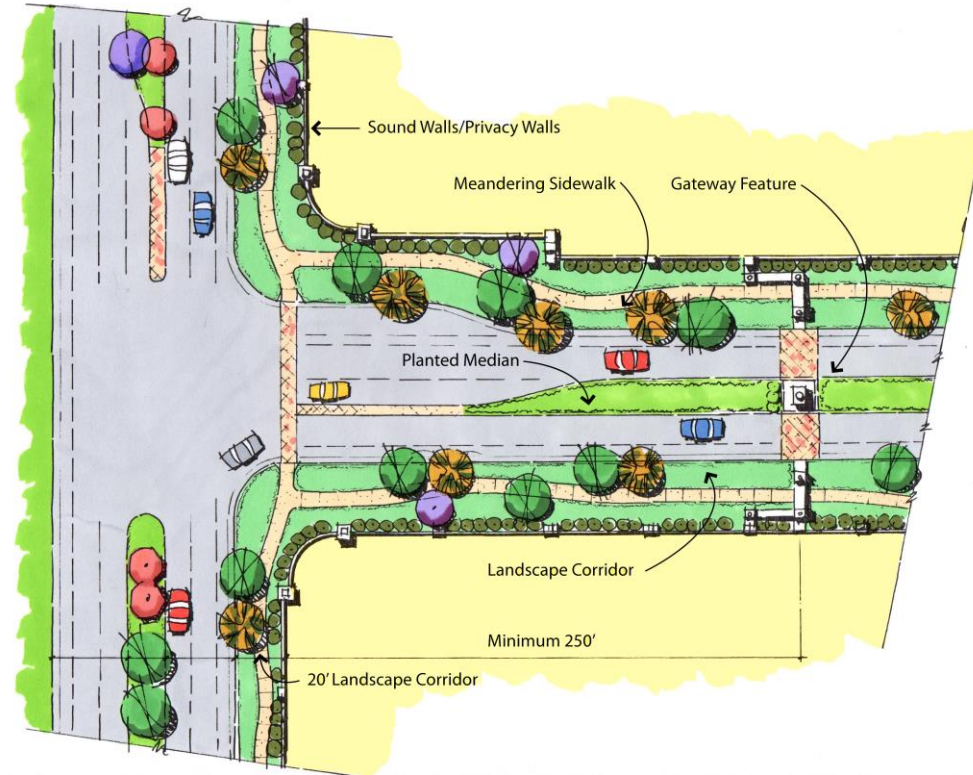 Sound Walls/Privacy Walls
Meandering Sidewalk
Gateway Feature
Planted Median
Landscape Corridor
Minimum 250’
20’ Landscape Corridor